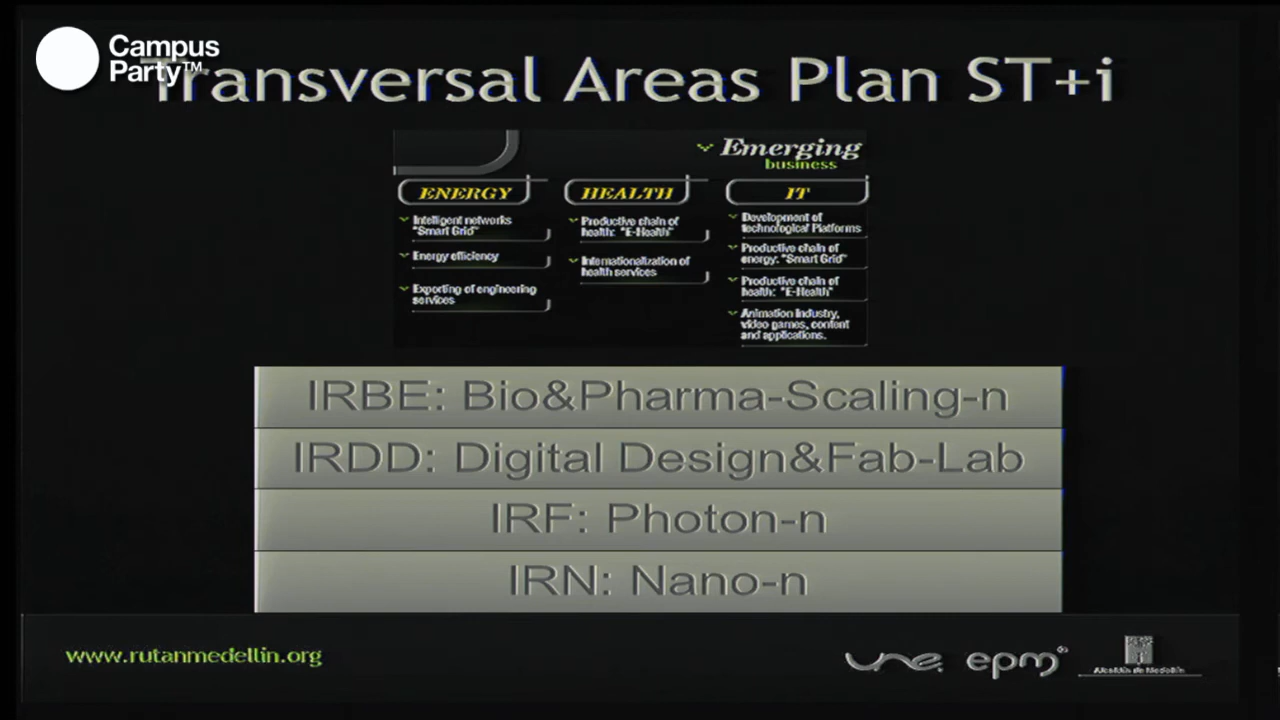 Campus
Party™
Transversal Areas Plan ST+i
Emerging
business
ENERGY
Intelligent networks
"Smart Grid"
Energy efficiency
Exporting of engineering
services
HEALTH
Productive chain of
health: "E-Health"
Internationalization of
health services
IT
Development of
technological Platforms
Productive chain of
energy: "Smart Grid"
Productive chain of
health: "E-Health"
Animation industry,
video games, content
and applications.
IRBE: Bio&Pharma-Scaling-n
IRDD: Digital Design&Fab-Lab
IRF: Photon-n
IRN: Nano-n
www.rutanmedellin.org
une
epm®
Alcaldía de Medellín